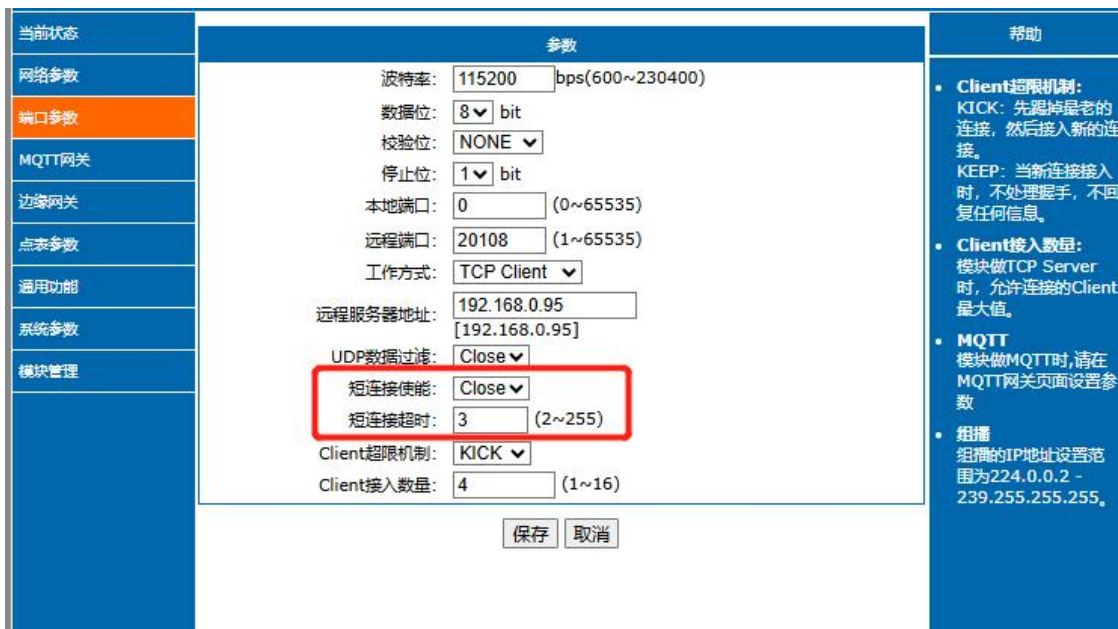 当前状态
网络参数
端口参数
MQTT网关
边缘网关
点表参数
通用功能
系统参数
模块管理
参数
波特率: 115200 bps(600~230400)
数据位: 8 bit
校验位: NONE
停止位: 1 bit
本地端口: 0 (0~65535)
远程端口: 20108 (1~65535)
工作方式: TCP Client
远程服务器地址: 192.168.0.95
[192.168.0.95]
UDP数据过滤: Close
短连接使能: Close
短连接超时: 3 (2~255)
Client超限机制: KICK
Client接入数量: 4 (1~16)
保存 取消
帮助
• Client超限机制:
KICK: 先踢掉最老的
连接, 然后接入新的连
接。
KEEP: 当新连接接入
时, 不处理握手, 不回
复任何信息。
• Client接入数量:
模块做TCP Server
时, 允许连接的Client
最大值。
• MQTT
模块做MQTT时,请在
MQTT网关页面设置参
数
• 组播
组播的IP地址设置范
围为224.0.0.2 -
239.255.255.255。